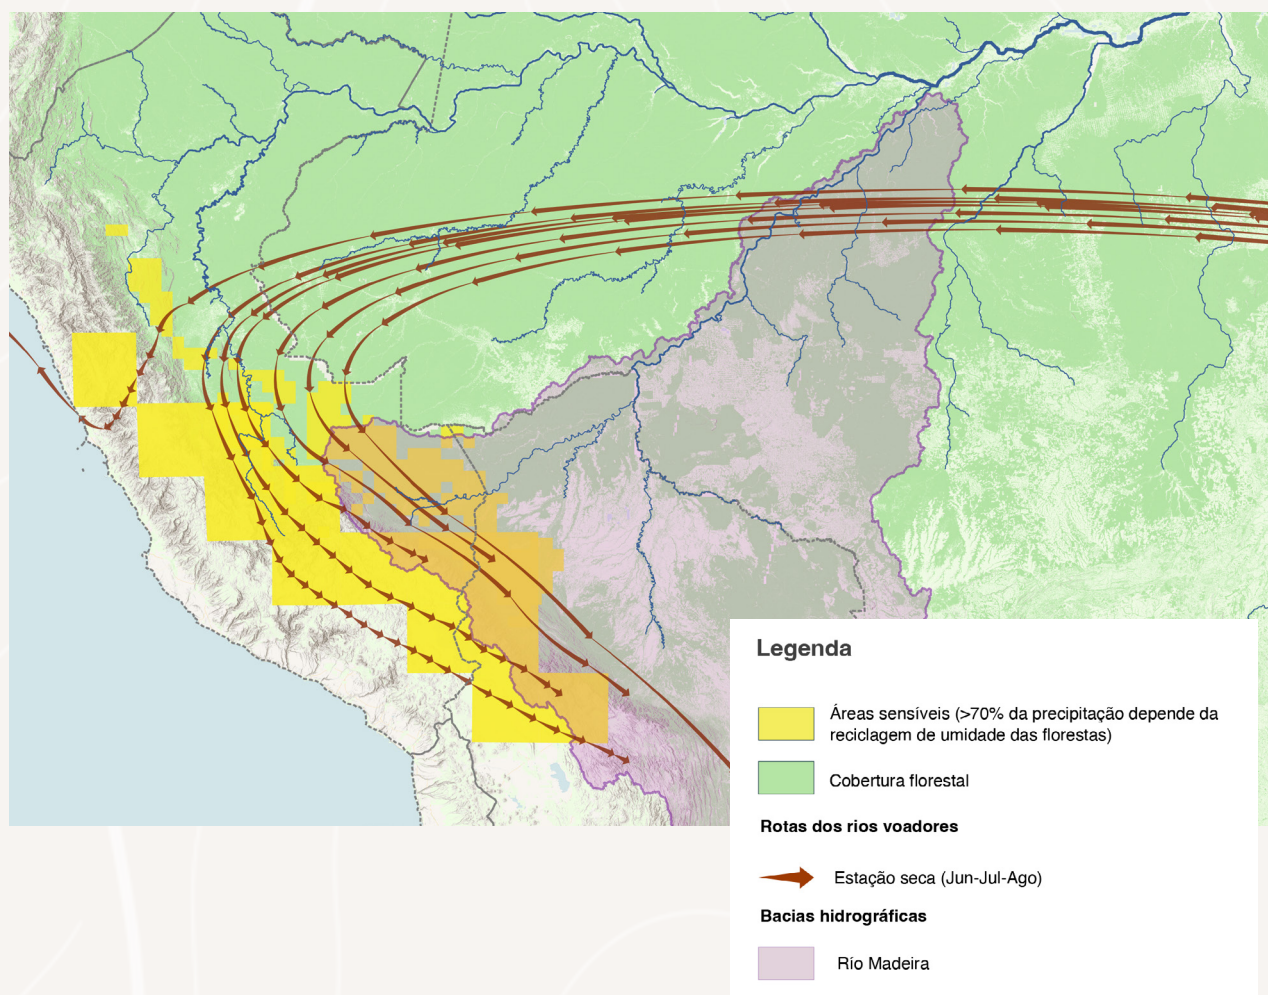 Legenda
Áreas sensíveis (>70% da precipitação depende da
reciclagem de umidade das florestas)
Cobertura florestal
Rotas dos rios voadores
Estação seca (Jun-Jul-Ago)
Bacias hidrográficas
Río Madeira